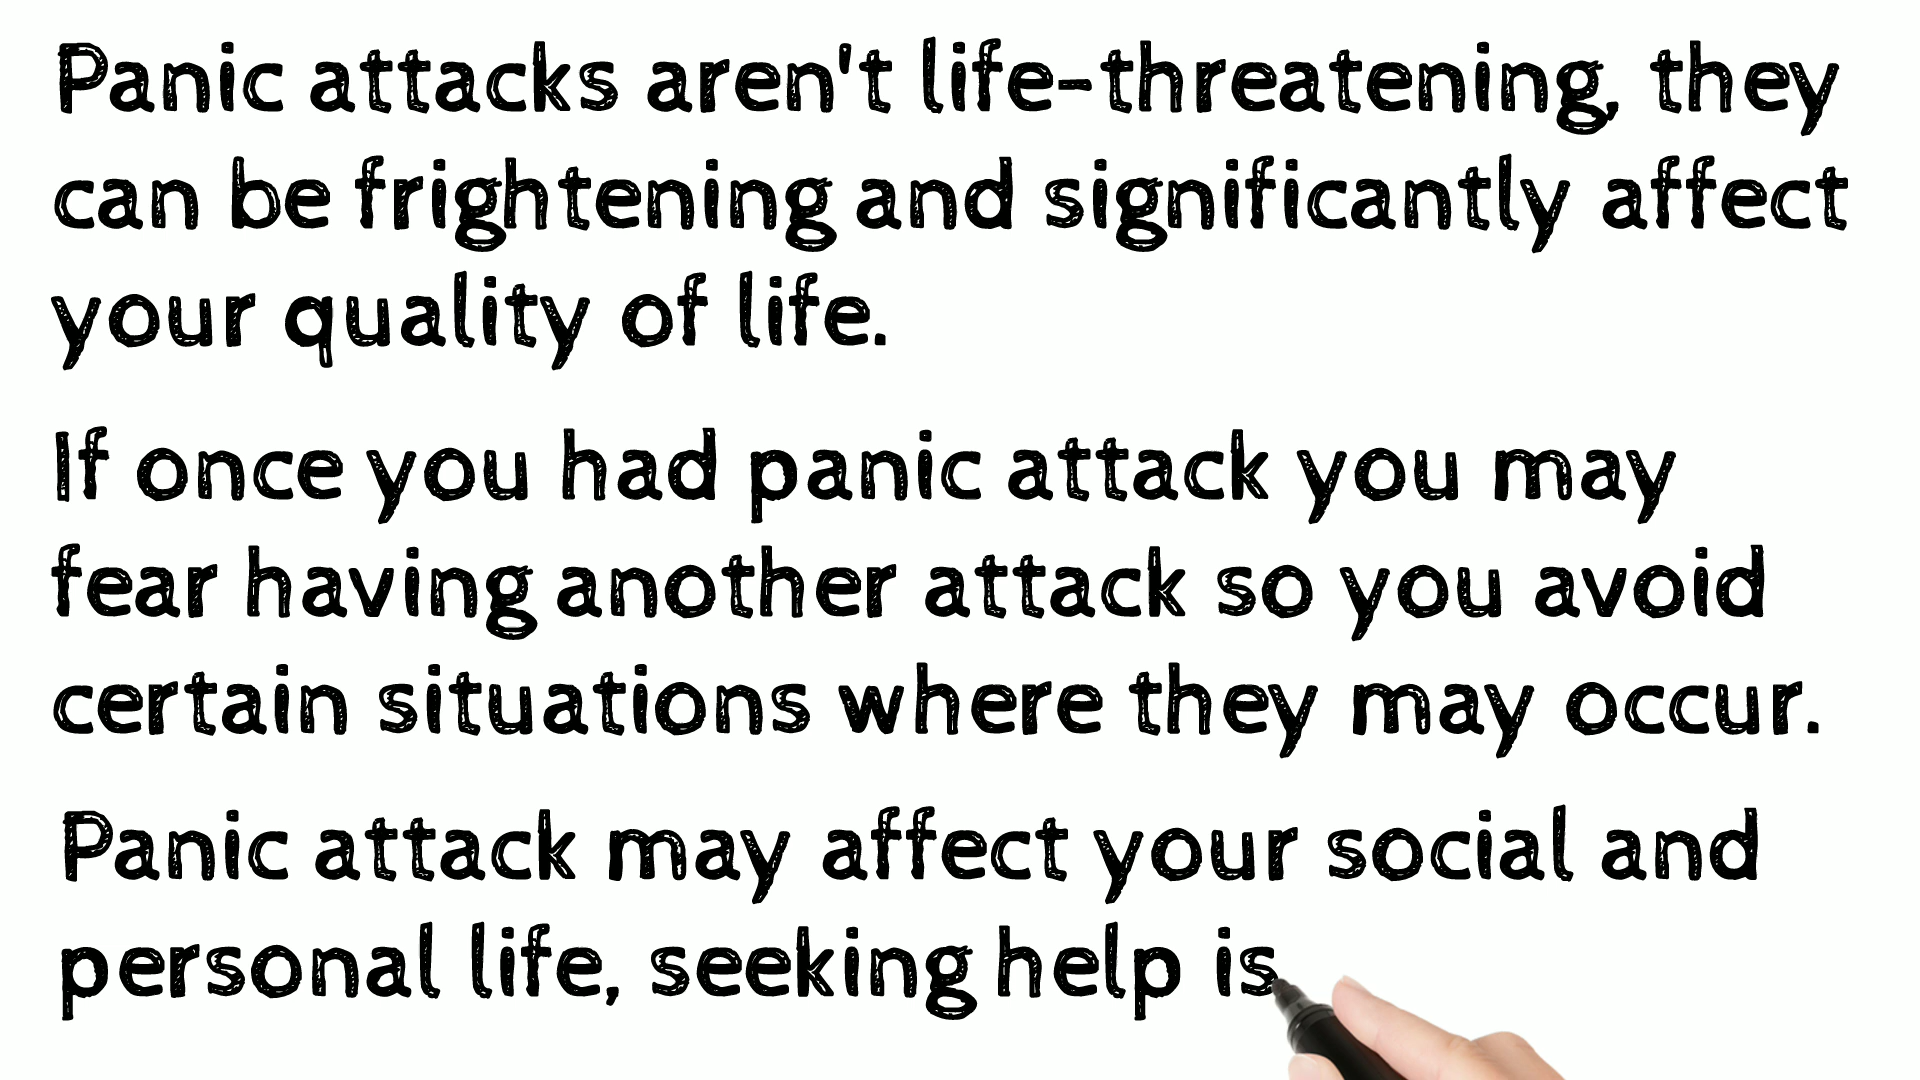 Panic attacks aren't life-threatening, they
can be frightening and significantly affect
your quality of life.
If once you had panic attack you may
fear having another attack so you avoid
certain situations where they may occur.
Panic attack may affect your social and
personal life, seeking help is